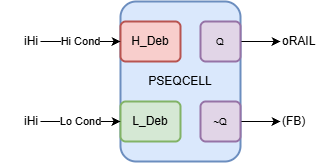 iHi Hi Cond H_Deb Q oRAIL
PSEQCELL
iHi Lo Cond L_Deb ~Q (FB)